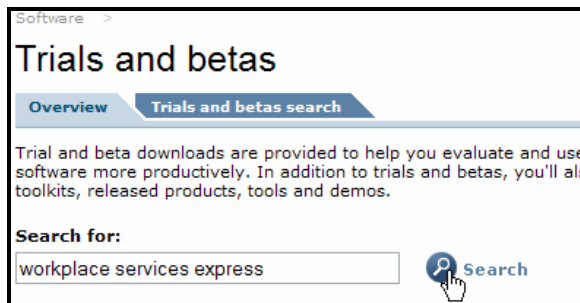 Software >
Trials and betas
Overview Trials and betas search
Trial and beta downloads are provided to help you evaluate and use
software more productively. In addition to trials and betas, you'll
toolkits, released products, tools and demos.
Search for:
workplace services express Search